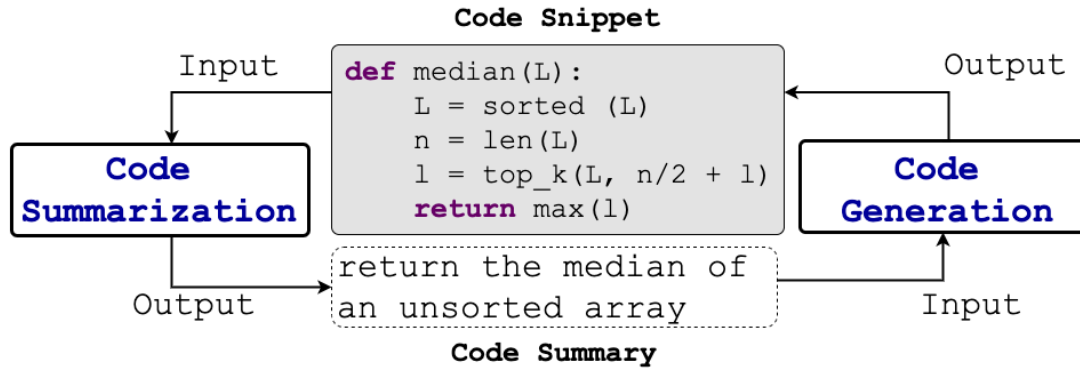 Code Snippet
Input
def median(L):
    L = sorted (L)
    n = len(L)
    l = top_k(L, n/2 + l)
    return max(l)
Output
Code
Summarization
Code
Generation
return the median of
an unsorted array
Output
Input
Code Summary